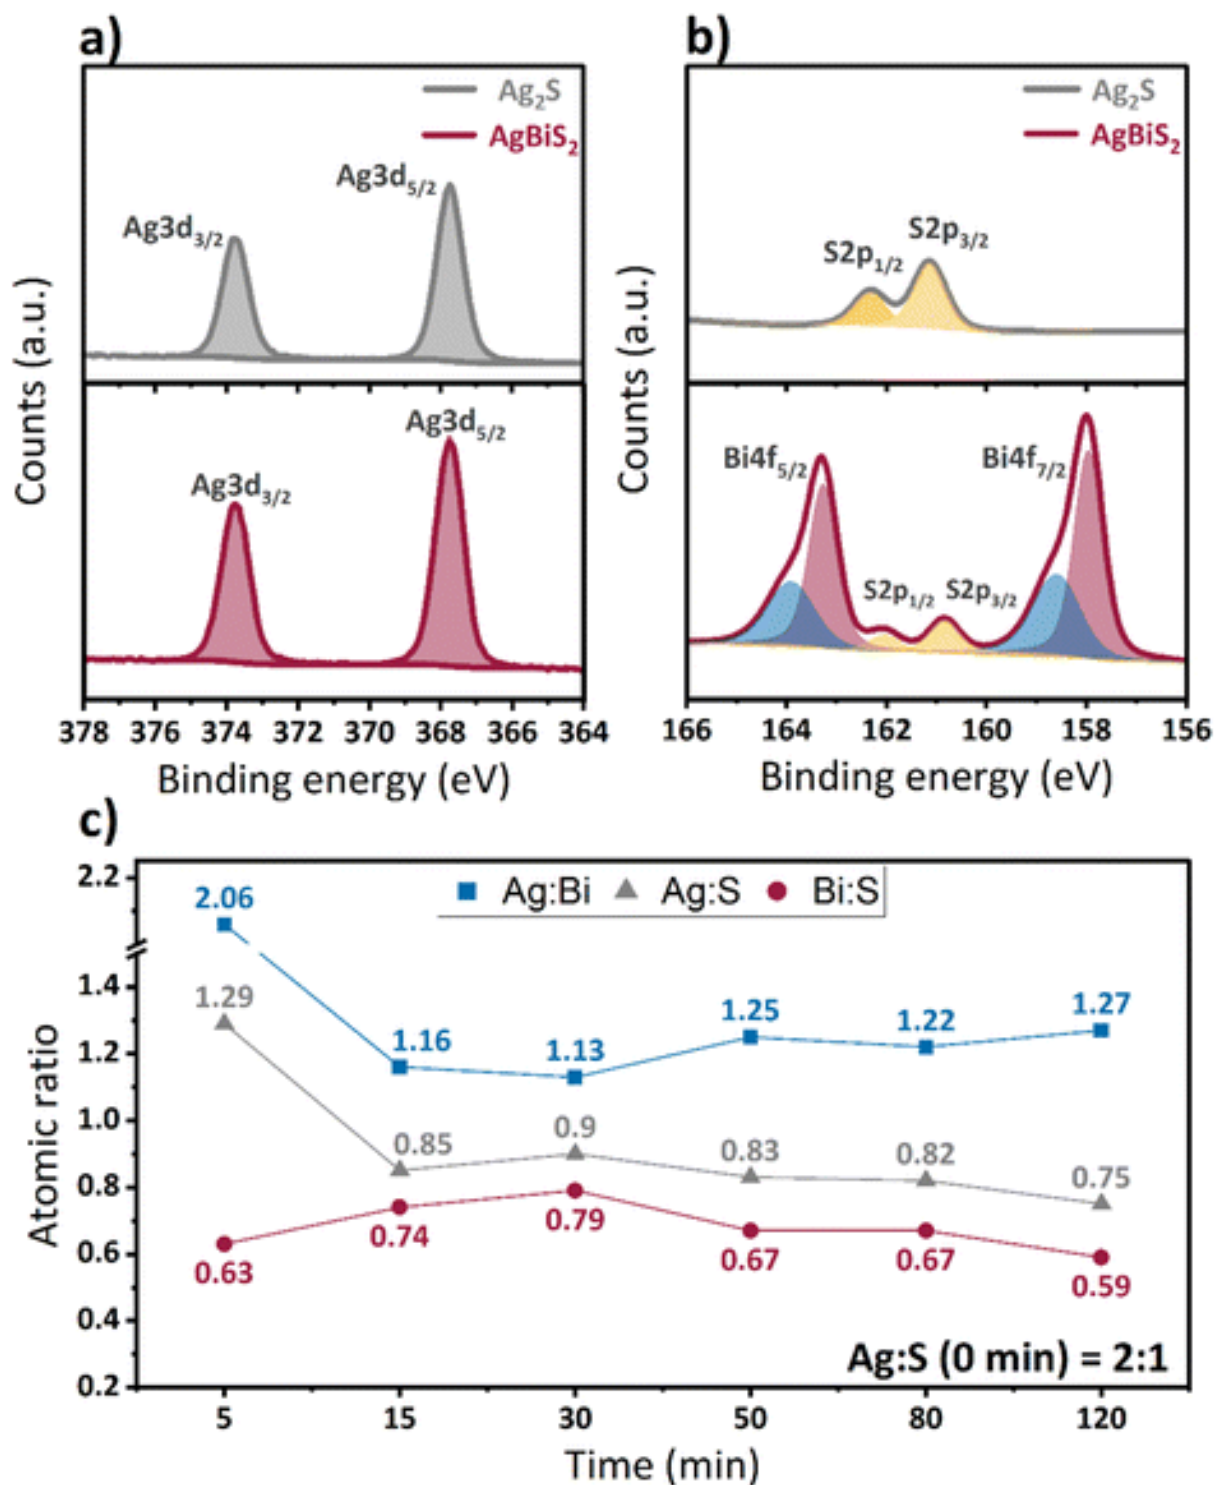 a)
Ag₂S
AgBiS₂
Ag3d₃/₂
Ag3d₅/₂
Ag3d₃/₂
Ag3d₅/₂
Counts (a.u.)
378 376 374 372 370 368 366 364
Binding energy (eV)
b)
Ag₂S
AgBiS₂
S2p₁/₂
S2p₃/₂
Bi4f₅/₂
S2p₁/₂
S2p₃/₂
Bi4f₇/₂
Counts (a.u.)
166 164 162 160 158 156
Binding energy (eV)
c)
Ag:Bi Ag:S Bi:S
2.2
1.4
1.2
1.0
0.8
0.6
0.4
0.2
Atomic ratio
2.06 1.16 1.13 1.25 1.22 1.27
1.29 0.85 0.9 0.83 0.82 0.75
0.63 0.74 0.79 0.67 0.67 0.59
Ag:S (0 min) = 2:1
5 15 30 50 80 120
Time (min)